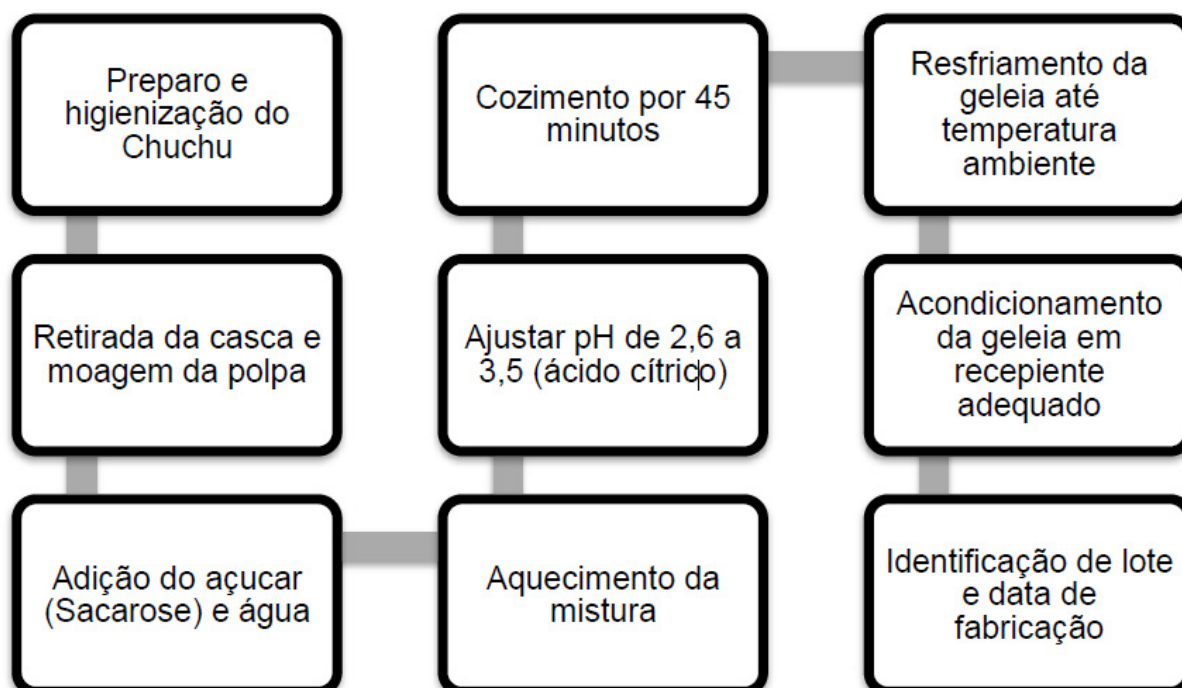 Preparo e
higienização do
Chuchu
Retirada da casca e
moagem da polpa
Adição do açucar
(Sacarose) e água
Aquecimento da
mistura
Ajustar pH de 2,6 a
3,5 (ácido cítrico)
Cozimento por 45
minutos
Resfriamento da
geleia até
temperatura
ambiente
Acondicionamento
da geleia em
recepiente
adequado
Identificação de lote
e data de
fabricação